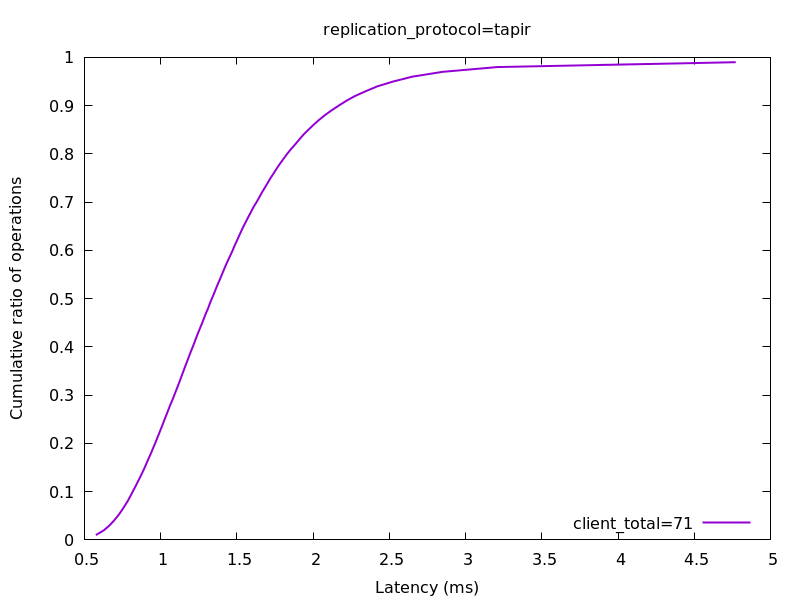 replication_protocol=tapir
1
0.9
0.8
0.7
0.6
0.5
0.4
0.3
0.2
0.1
0
Cumulative ratio of operations
client_total=71
0.5 1 1.5 2 2.5 3 3.5 4 4.5 5
Latency (ms)